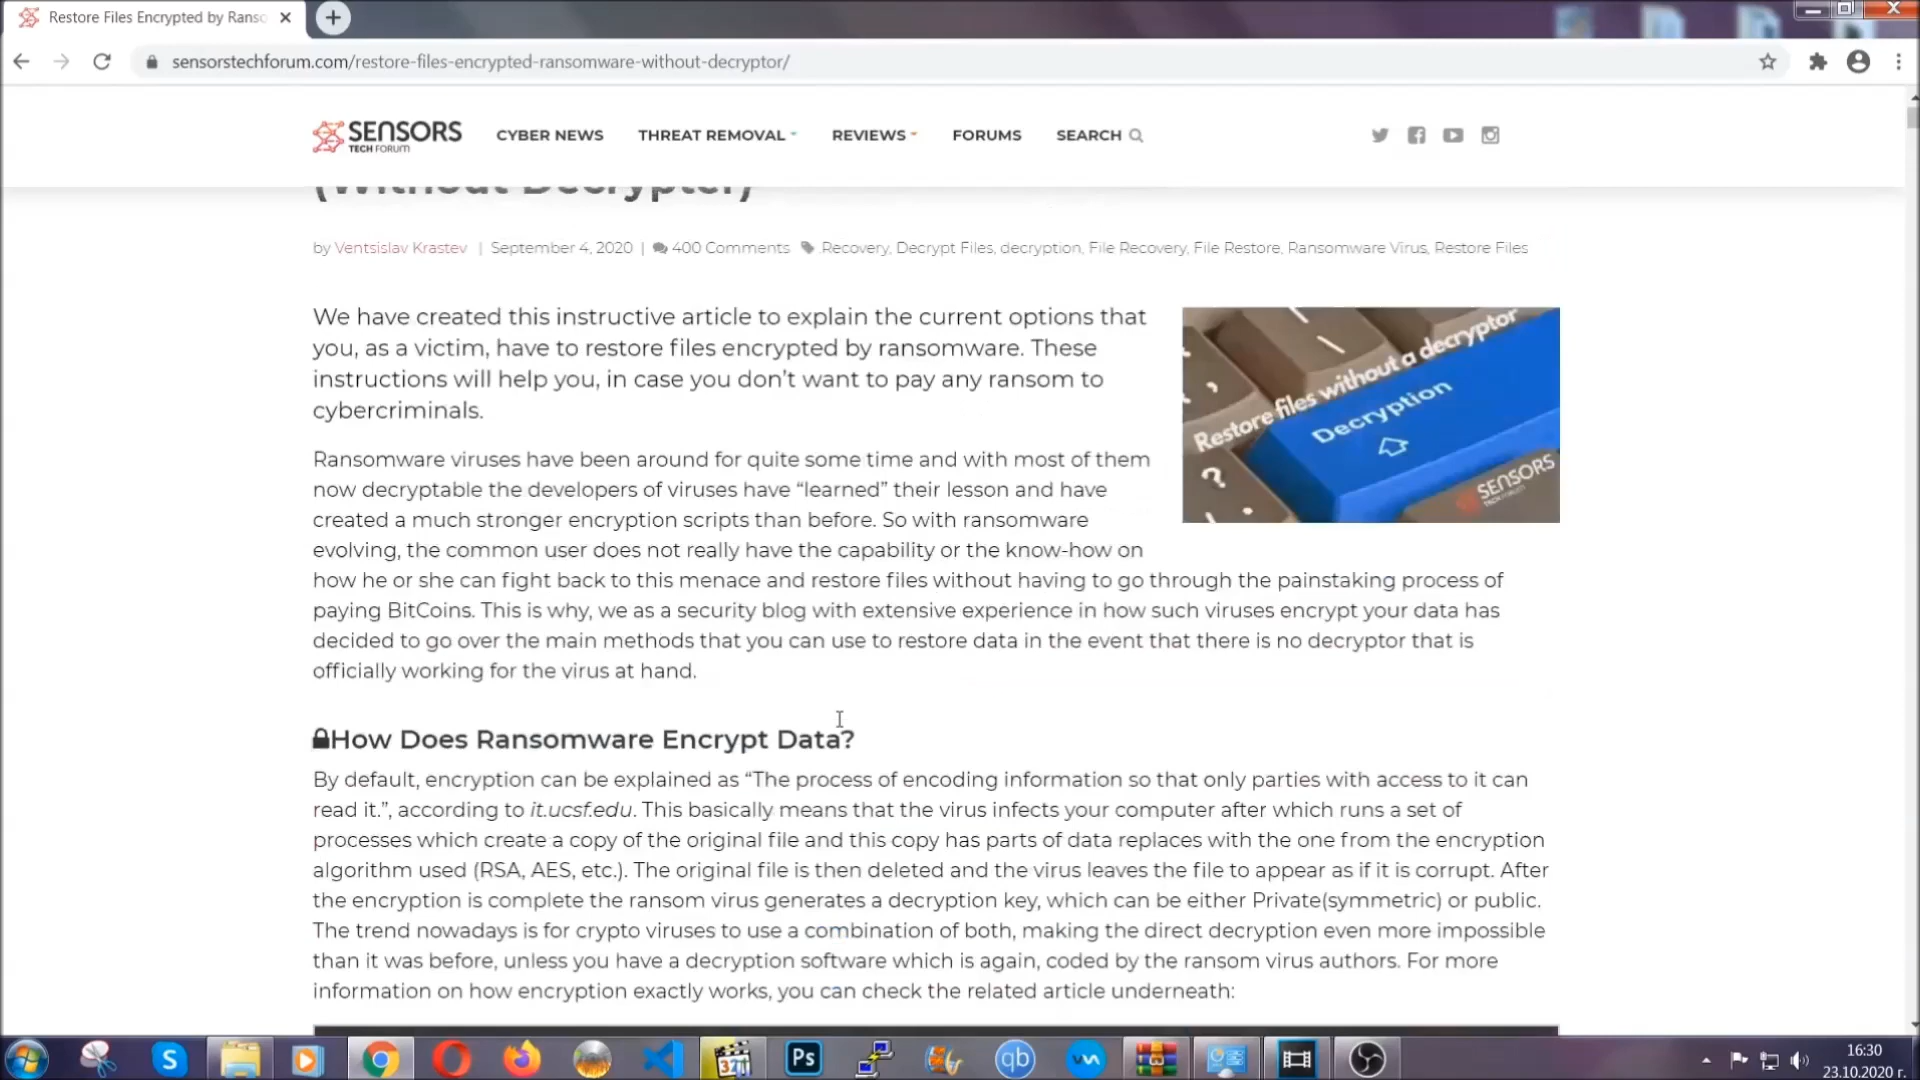 Restore Files Encrypted by Ranso
sensorstechforum.com/restore-files-encrypted-ransomware-without-decryptor/
SENSORS
TECH FORUM
CYBER NEWS
THREAT REMOVAL
REVIEWS
FORUMS
SEARCH
(Without Decrypter)
by Ventsislav Krastev | September 4, 2020 | 400 Comments Recovery, Decrypt Files, decryption, File Recovery, File Restore, Ransomware Virus, Restore Files
We have created this instructive article to explain the current options that
you, as a victim, have to restore files encrypted by ransomware. These
instructions will help you, in case you don’t want to pay any ransom to
cybercriminals.
Restore files without a decryptor
Decryption
SENSORS
Ransomware viruses have been around for quite some time and with most of them
now decryptable the developers of viruses have “learned” their lesson and have
created a much stronger encryption scripts than before. So with ransomware
evolving, the common user does not really have the capability or the know-how on
how he or she can fight back to this menace and restore files without having to go through the painstaking process of
paying BitCoins. This is why, we as a security blog with extensive experience in how such viruses encrypt your data has
decided to go over the main methods that you can use to restore data in the event that there is no decryptor that is
officially working for the virus at hand.
How Does Ransomware Encrypt Data?
By default, encryption can be explained as “The process of encoding information so that only parties with access to it can
read it.”, according to it.ucsf.edu. This basically means that the virus infects your computer after which runs a set of
processes which create a copy of the original file and this copy has parts of data replaces with the one from the encryption
algorithm used (RSA, AES, etc.). The original file is then deleted and the virus leaves the file to appear as if it is corrupt. After
the encryption is complete the ransom virus generates a decryption key, which can be either Private(symmetric) or public.
The trend nowadays is for crypto viruses to use a combination of both, making the direct decryption even more impossible
than it was before, unless you have a decryption software which is again, coded by the ransom virus authors. For more
information on how encryption exactly works, you can check the related article underneath:
Ps
qb
16:30
23.10.2020 г.